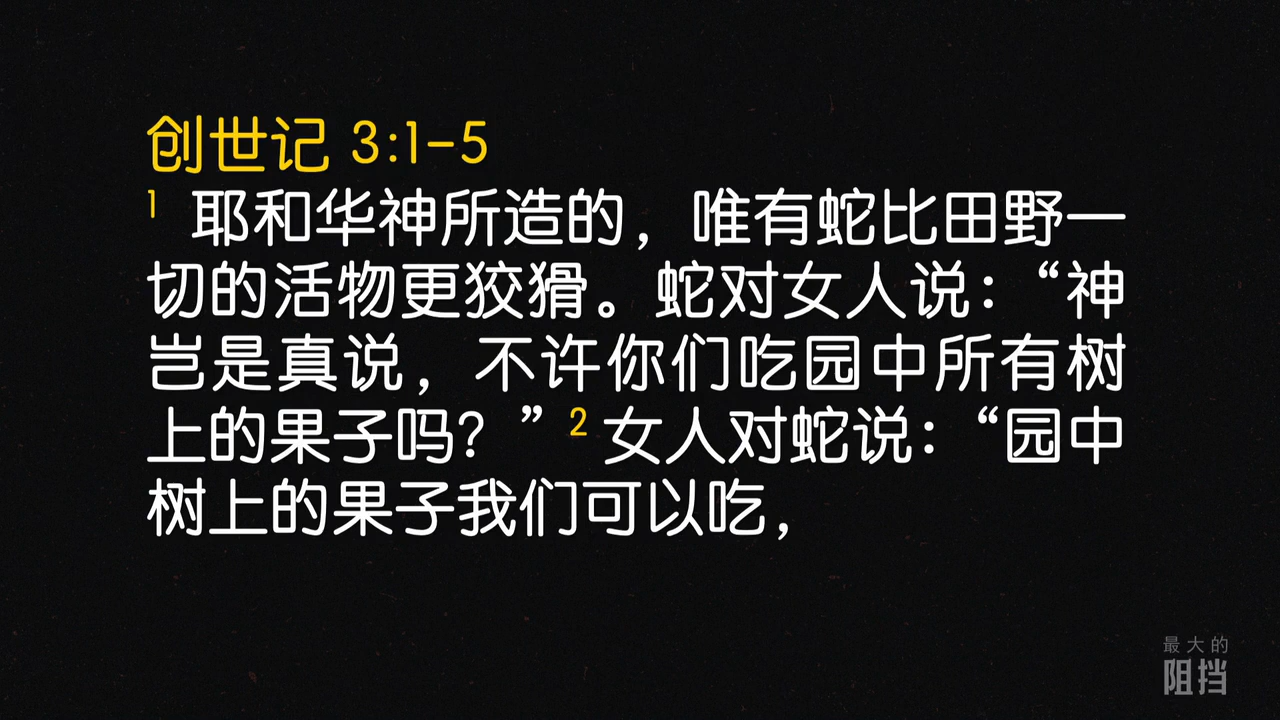 创世记 3:1-5
1 耶和华神所造的，唯有蛇比田野一
切的活物更狡猾。蛇对女人说：“神
岂是真说，不许你们吃园中所有树
上的果子吗？”2 女人对蛇说：“园中
树上的果子我们可以吃，
最大的
阻挡